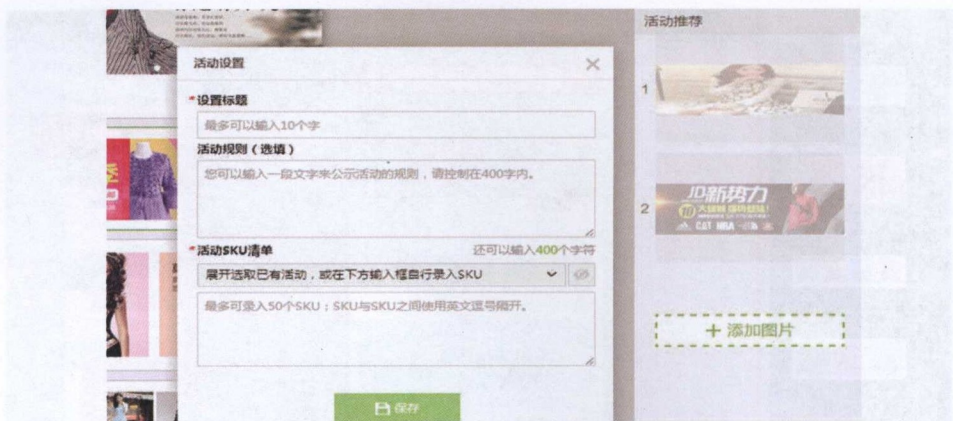 活动推荐
活动设置
*设置标题
最多可以输入10个字
活动规则（选填）
您可以输入一段文字来公示活动的规则，请控制在400字内。
*活动SKU清单
还可以输入400个字符
展开选取已有活动，或在下方输入框自行录入SKU
最多可录入50个SKU；SKU与SKU之间使用英文逗号隔开。
保存
1
2
JD新势力
CAT NBA
+ 添加图片